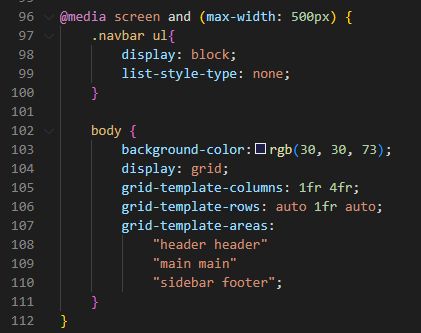 96 @media screen and (max-width: 500px) {
97 .navbar ul{
98 display: block;
99 list-style-type: none;
100 }
101
102 body {
103 background-color: rgb(30, 30, 73);
104 display: grid;
105 grid-template-columns: 1fr 4fr;
106 grid-template-rows: auto 1fr auto;
107 grid-template-areas:
108 "header header"
109 "main main"
110 "sidebar footer";
111 }
112 }